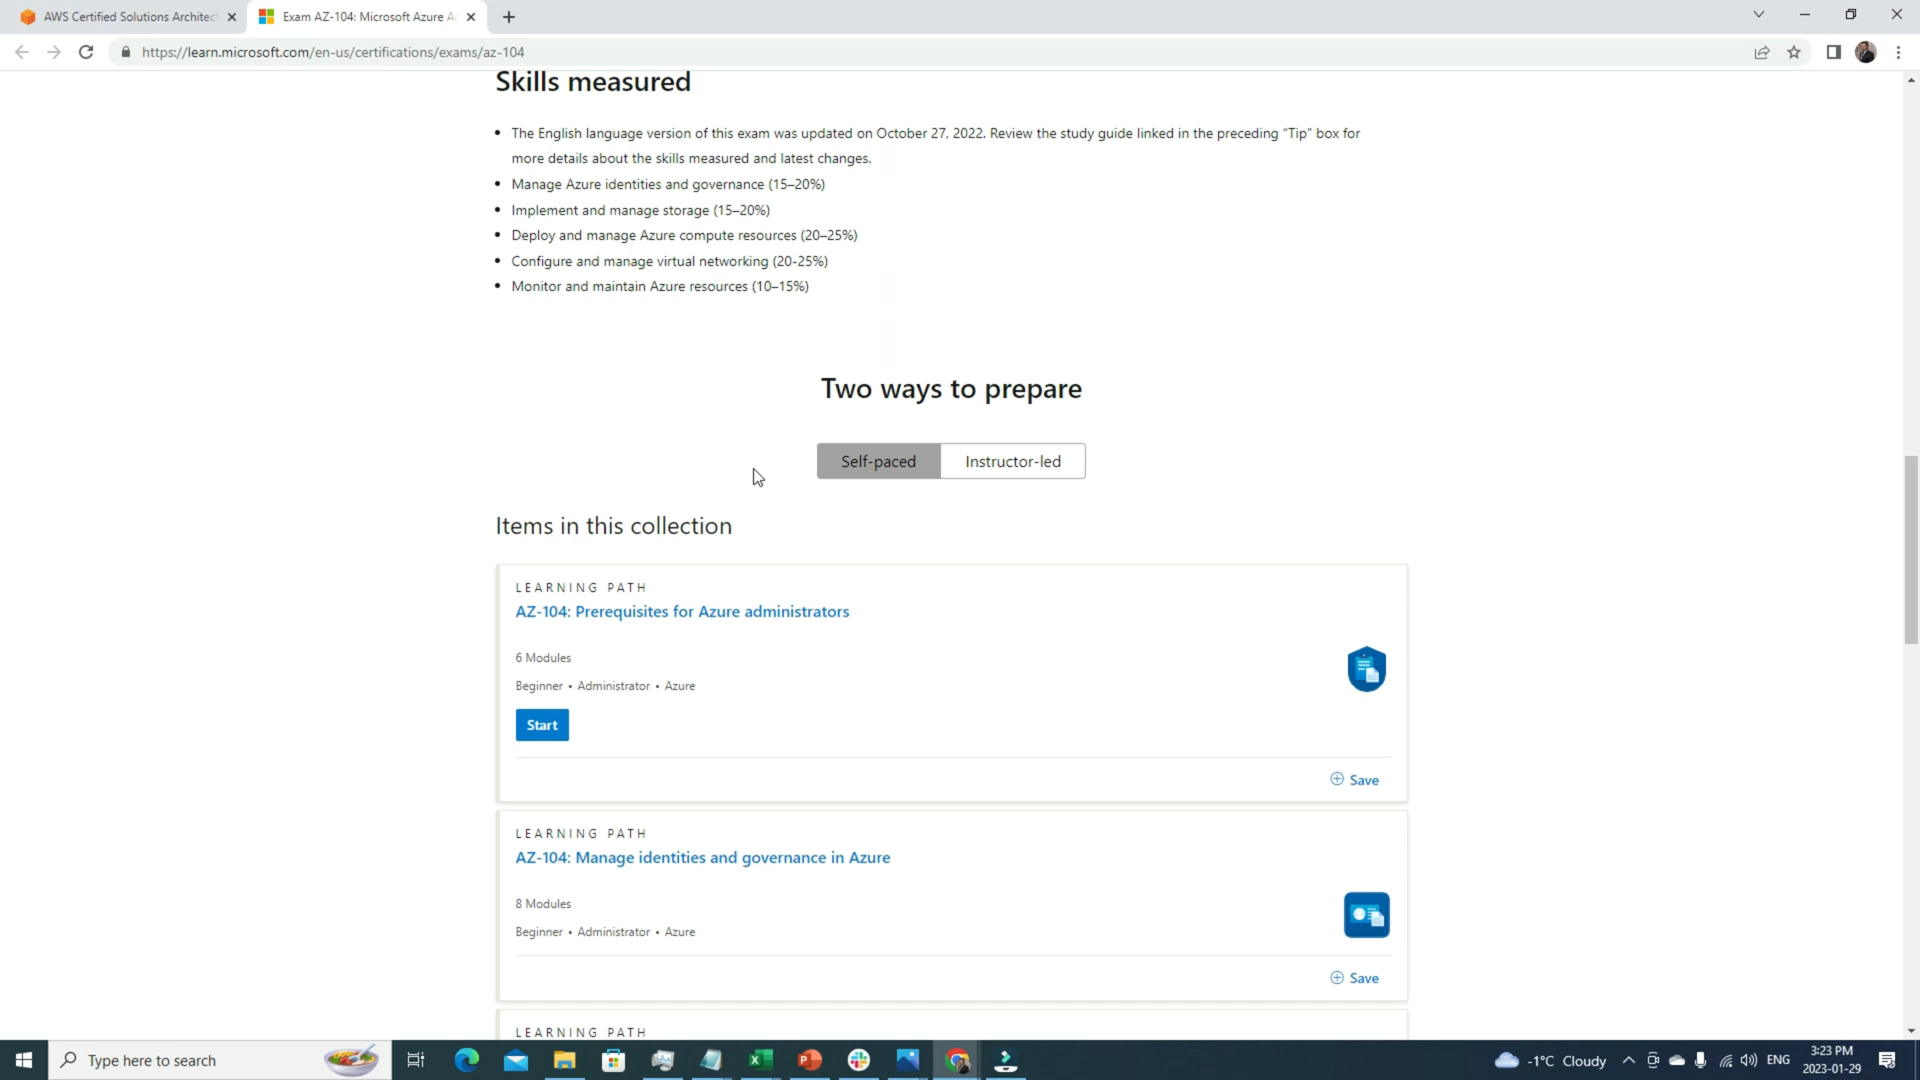 AWS Certified Solutions Architect
Exam AZ-104: Microsoft Azure A
https://learn.microsoft.com/en-us/certifications/exams/az-104
Skills measured
• The English language version of this exam was updated on October 27, 2022. Review the study guide linked in the preceding “Tip” box for
more details about the skills measured and latest changes.
• Manage Azure identities and governance (15–20%)
• Implement and manage storage (15–20%)
• Deploy and manage Azure compute resources (20–25%)
• Configure and manage virtual networking (20-25%)
• Monitor and maintain Azure resources (10–15%)
Two ways to prepare
Self-paced
Instructor-led
Items in this collection
LEARNING PATH
AZ-104: Prerequisites for Azure administrators
6 Modules
Beginner • Administrator • Azure
Start
Save
LEARNING PATH
AZ-104: Manage identities and governance in Azure
8 Modules
Beginner • Administrator • Azure
Save
LEARNING PATH
Type here to search
-1°C Cloudy
ENG
3:23 PM
2023-01-29